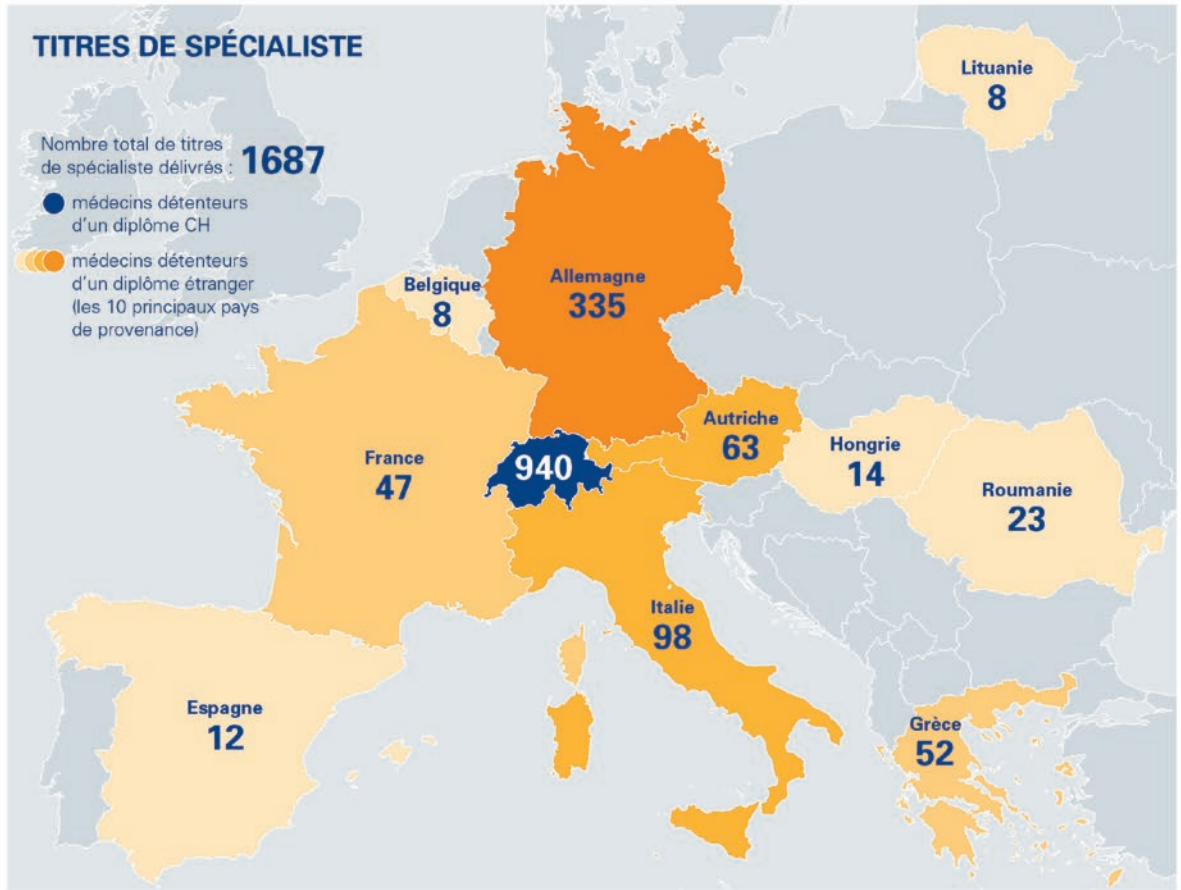 TITRES DE SPÉCIALISTE
Nombre total de titres
de spécialiste délivrés : 1687
médecins détenteurs
d'un diplôme CH
médecins détenteurs
d'un diplôme étranger
(les 10 principaux pays
de provenance)
Lituanie
8
Allemagne
335
Belgique
8
Autriche
63
Hongrie
14
Roumanie
23
France
47
940
Italie
98
Espagne
12
Grèce
52